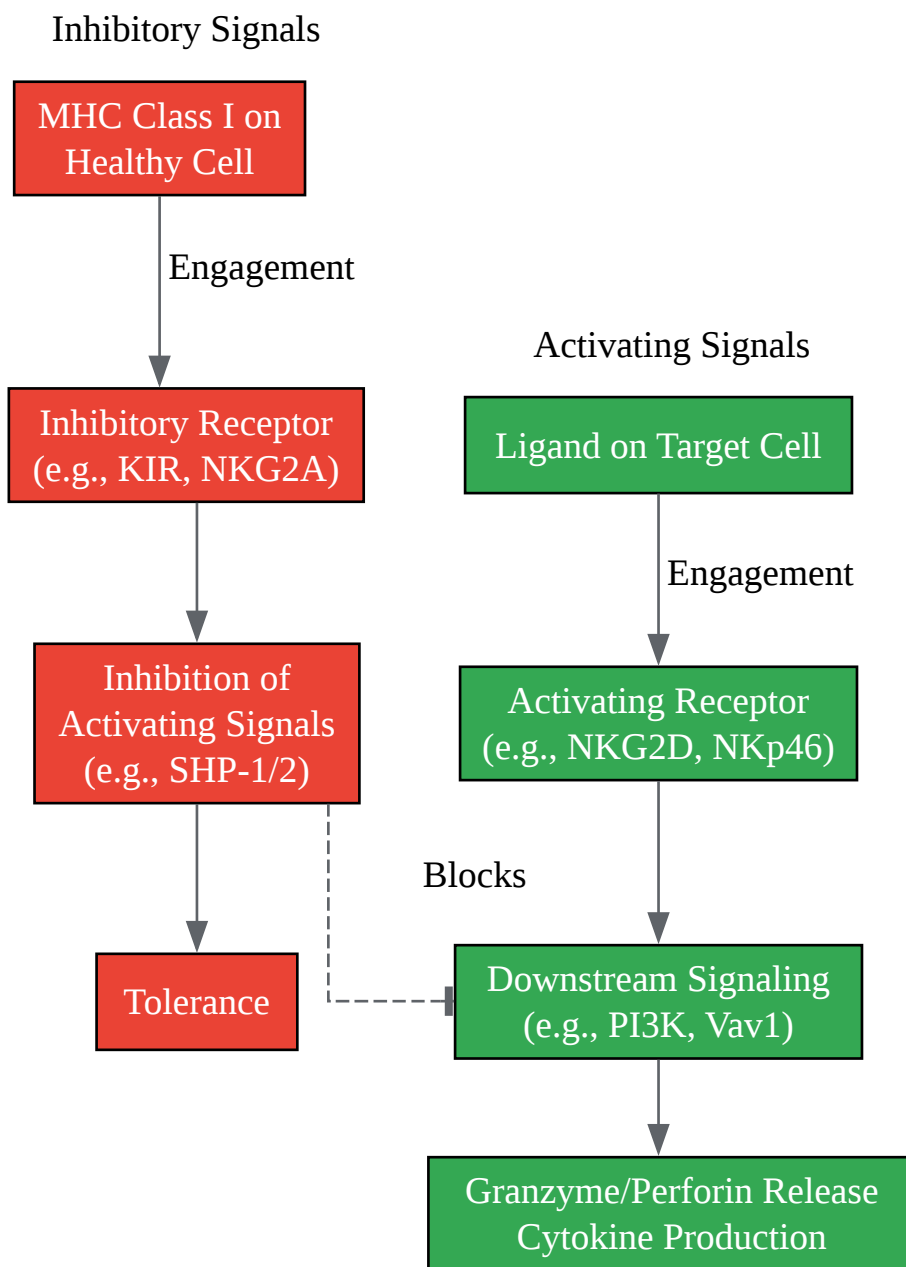 Inhibitory Signals
MHC Class I on
Healthy Cell
Engagement
Inhibitory Receptor
(e.g., KIR, NKG2A)
Inhibition of
Activating Signals
(e.g., SHP-1/2)
Tolerance
Blocks
Activating Signals
Ligand on Target Cell
Engagement
Activating Receptor
(e.g., NKG2D, NKp46)
Downstream Signaling
(e.g., PI3K, Vav1)
Granzyme/Perforin Release
Cytokine Production